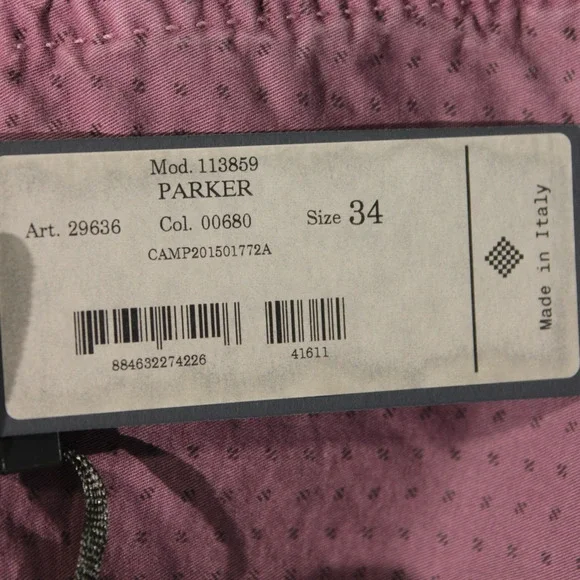 Mod. 113859
PARKER
Art. 29636 Col. 00680 Size 34
CAMP201501772A
884632274226 41611
Made in Italy